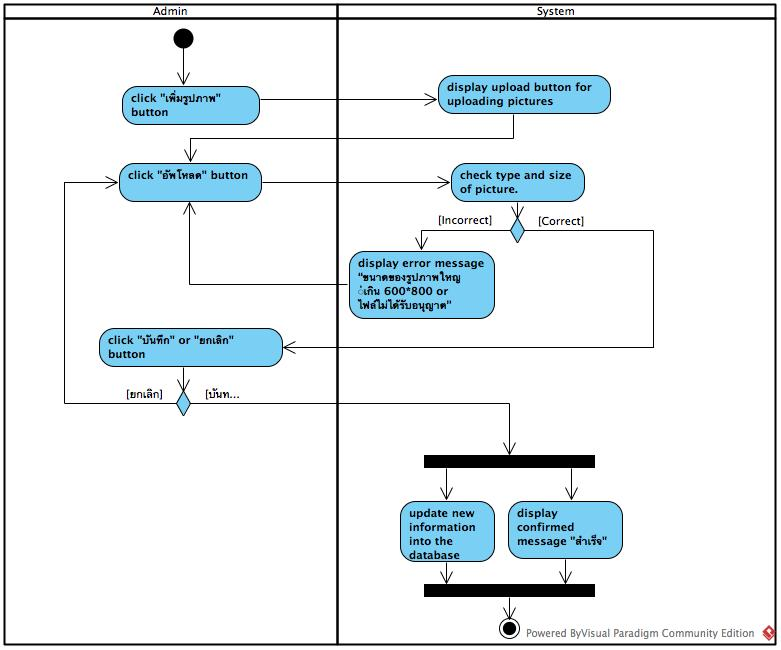 Admin
System
click "เพิ่มรูปภาพ"
button
display upload button for
uploading pictures
click "อัพโหลด" button
check type and size
of picture.
[Incorrect]
[Correct]
display error message
"ขนาดของรูปภาพใหญ
่เกิน 600*800 or
ไฟล์ไม่ได้รับอนุญาต"
click "บันทึก" or "ยกเลิก"
button
[ยกเลิก]
[บันท...
update new
information
into the
database
display
confirmed
message "สำเร็จ"
Powered ByVisual Paradigm Community Edition